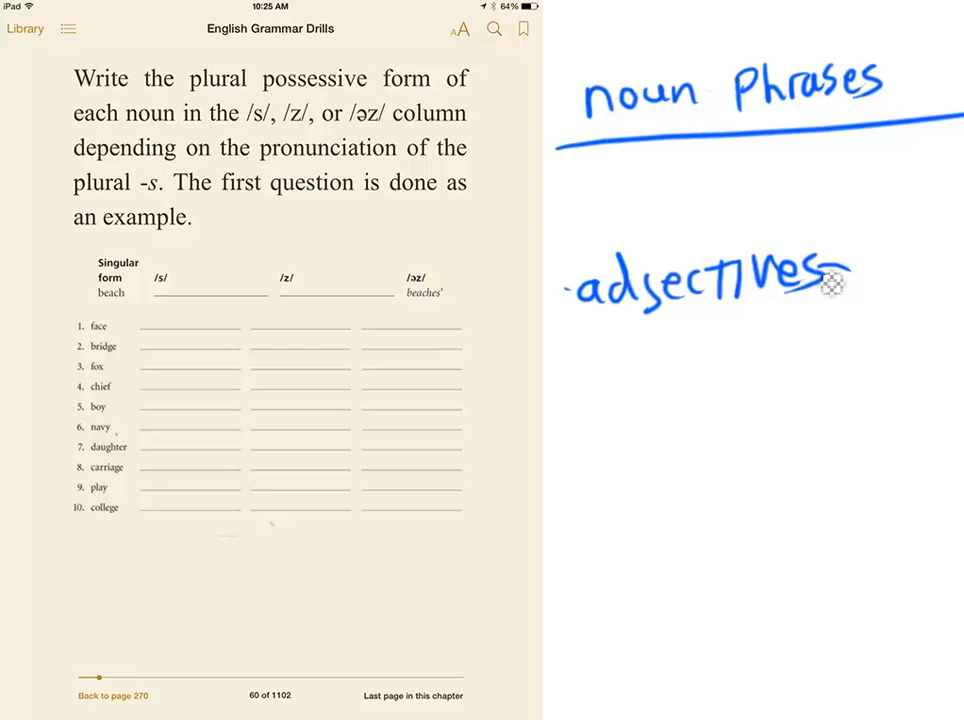 iPad 10:25 AM 64%
Library English Grammar Drills AA
Write the plural possessive form of
each noun in the /s/, /z/, or /əz/ column
depending on the pronunciation of the
plural -s. The first question is done as
an example.
Singular
form /s/ /z/ /əz/
beach beaches'
1. face
2. bridge
3. fox
4. chief
5. boy
6. navy
7. daughter
8. carriage
9. play
10. college
Back to page 270 60 of 1102 Last page in this chapter
noun Phrases
adjectives